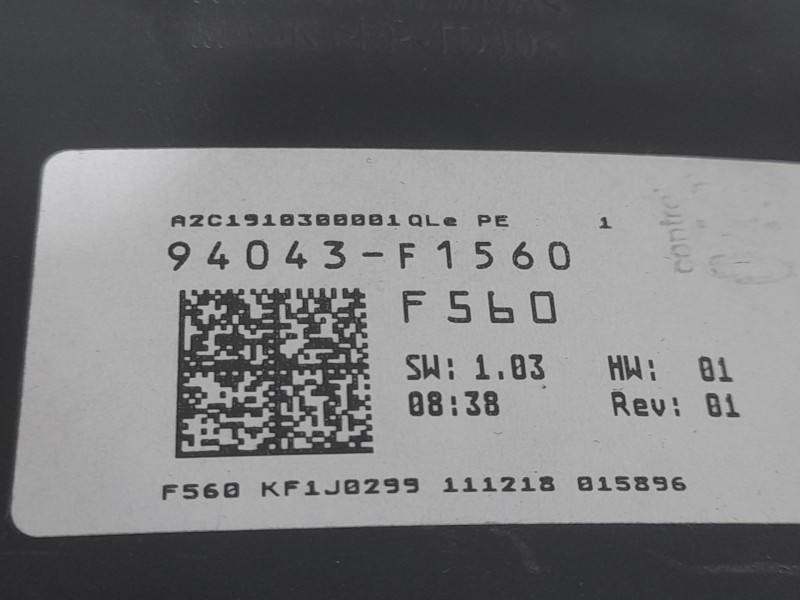 A2C1910300001QLe PE 1
94043-F1560
F560
SW: 1.03 HW: 01
08:38 Rev: 01
F560 KF1J0299 111218 015896
control